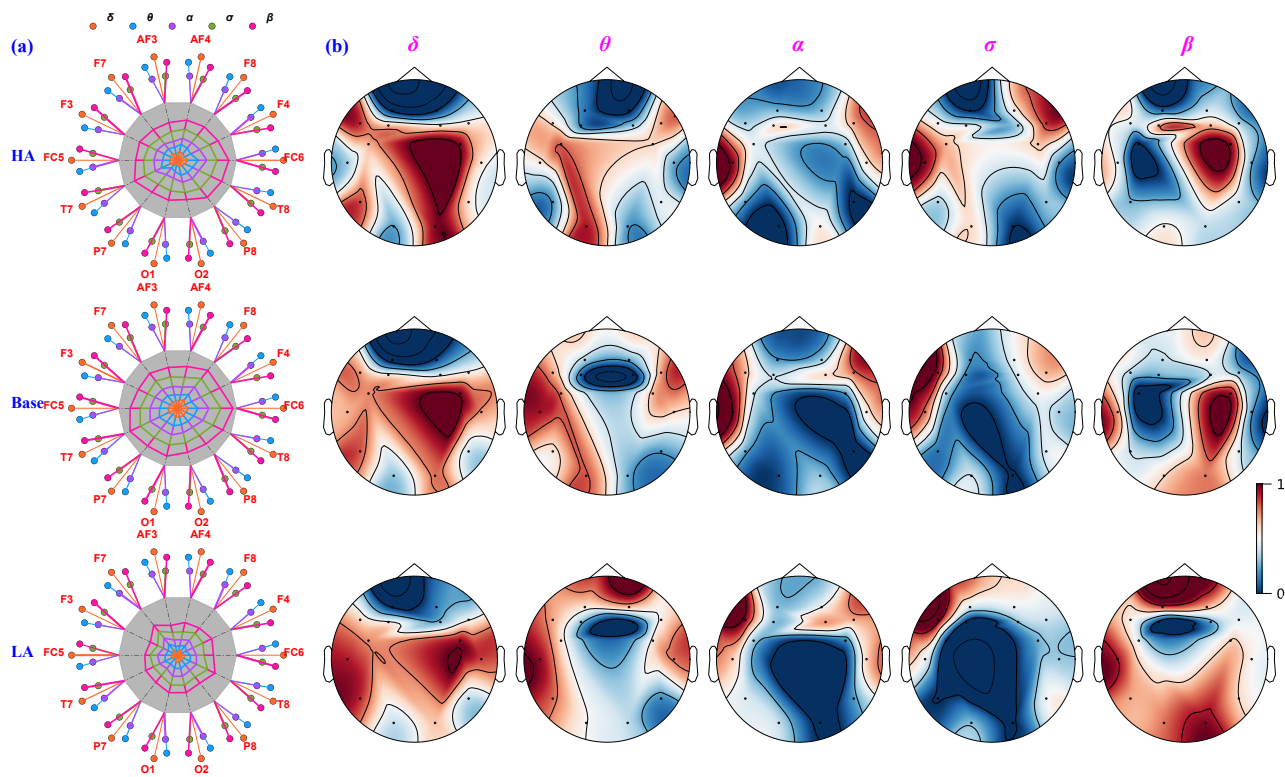 δ θ α σ β
(a)
AF3 AF4
F7 F8
F3 F4
HA FC5 FC6
T7 T8
P7 P8
O1 O2
AF3 AF4
F7 F8
F3 F4
Base FC5 FC6
T7 T8
P7 P8
O1 O2
AF3 AF4
F7 F8
F3 F4
LA FC5 FC6
T7 T8
P7 P8
O1 O2
(b) δ θ α σ β
1
0